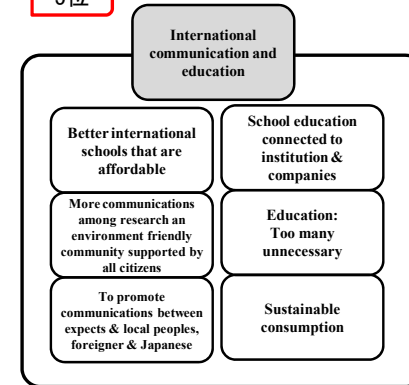 International
communication and
education
Better international
schools that are
affordable
School education
connected to
institution &
companies
More communications
among research an
environment friendly
community supported by
all citizens
Education:
Too many
unnecessary
To promote
communications between
expects & local peoples,
foreigner & Japanese
Sustainable
consumption